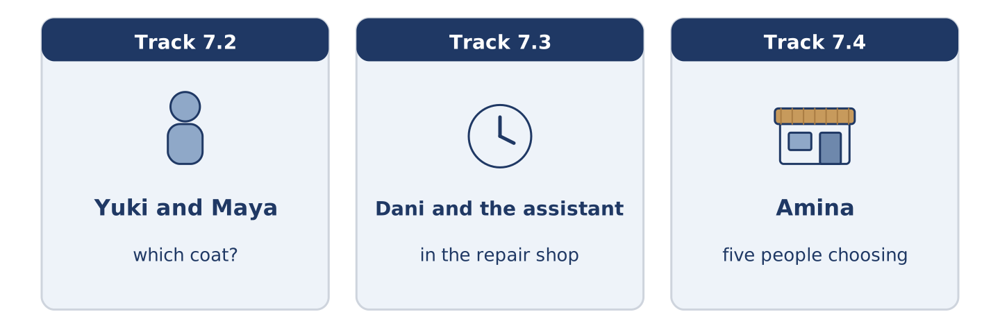 Track 7.2
Yuki and Maya
which coat?
Track 7.3
Dani and the assistant
in the repair shop
Track 7.4
Amina
five people choosing